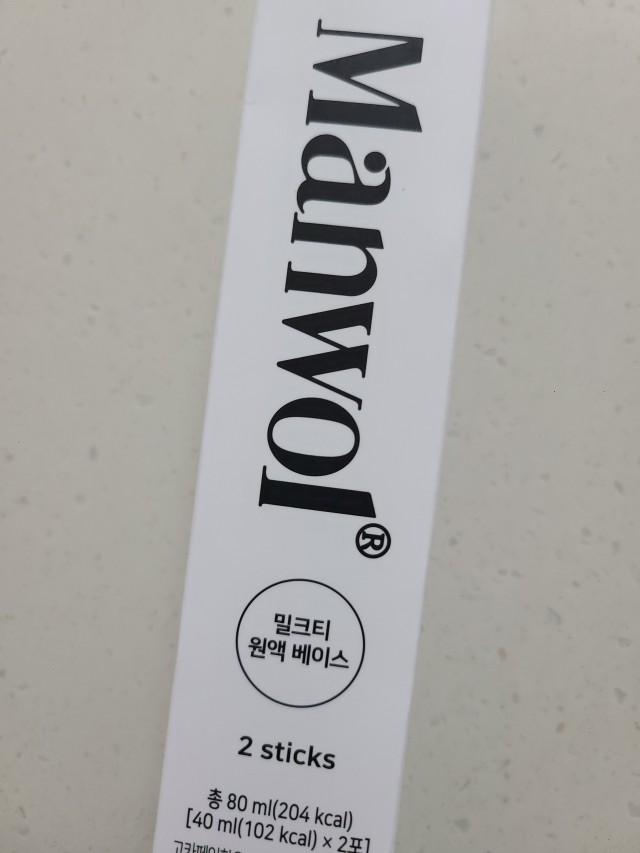 Manwol®
밀크티
원액 베이스
2 sticks
총 80 ml(204 kcal)
[40 ml(102 kcal) × 2포]